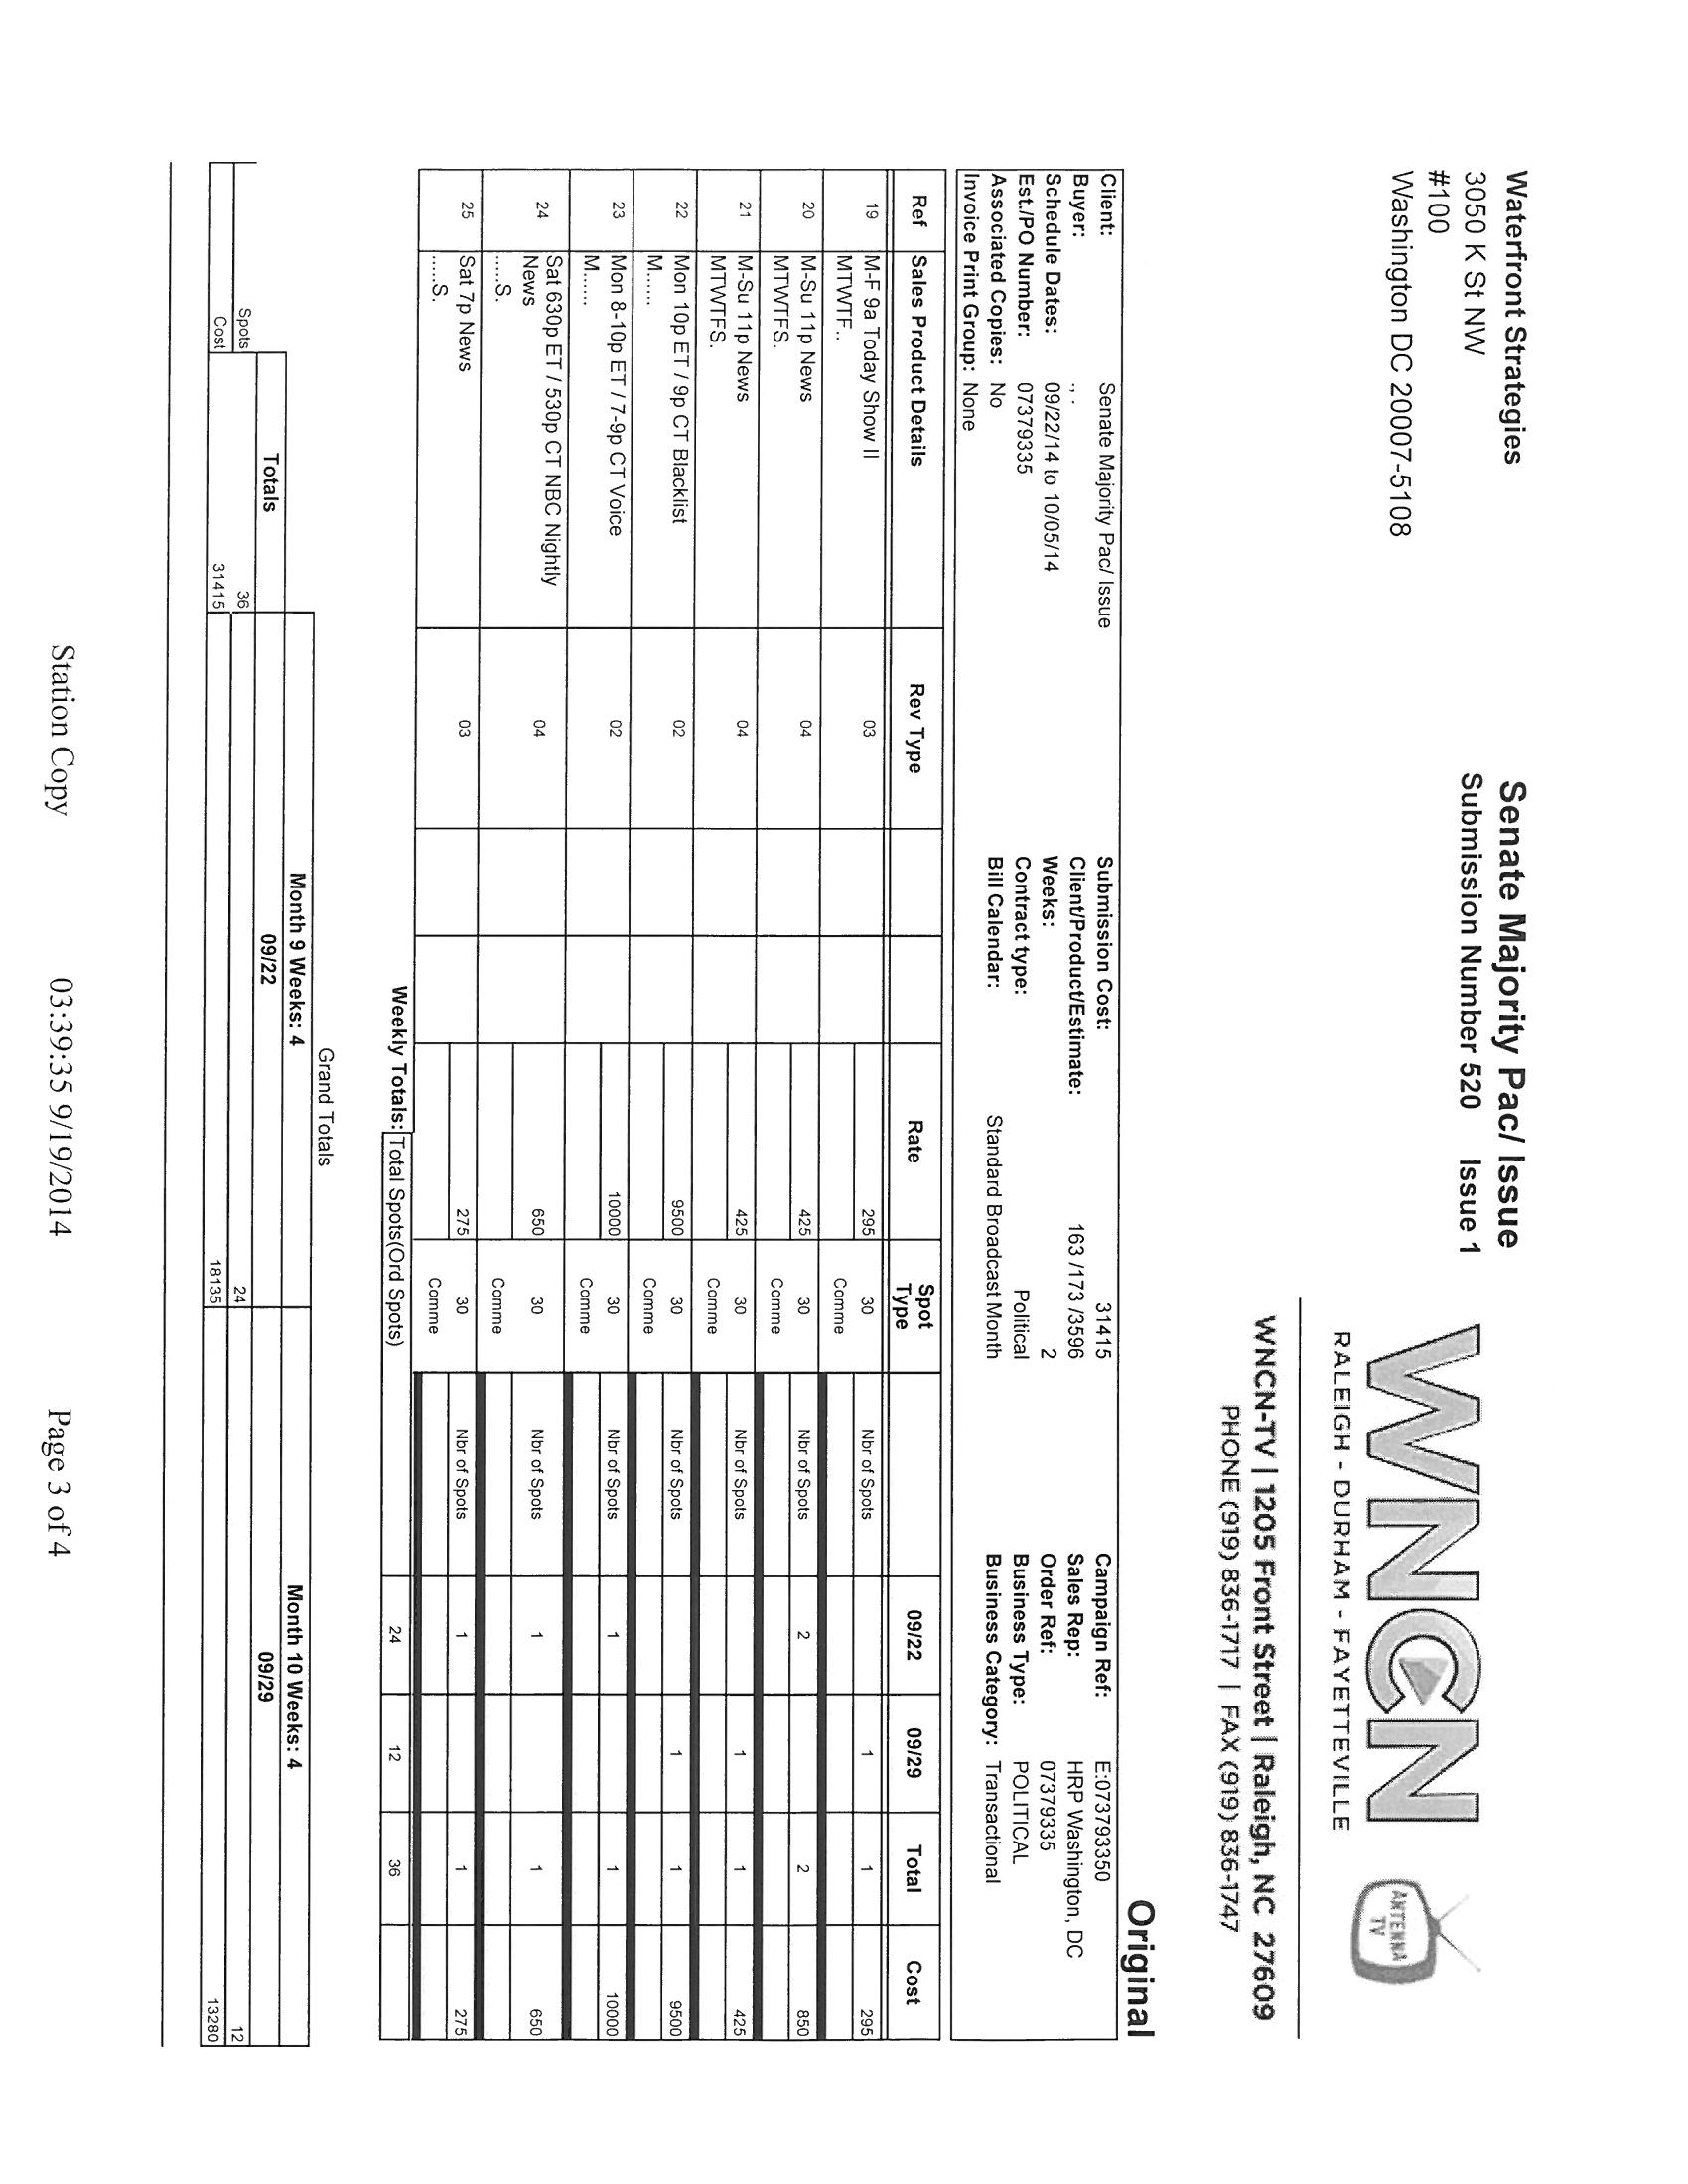 Waterfront Strategies
3050 K St NW
#100
Washington DC 20007-5108
Senate Majority Pac/ Issue
Submission Number 520 Issue 1
WNCN
RALEIGH - DURHAM - FAYETTEVILLE
ANTENNA TV
WNCN-TV | 1205 Front Street | Raleigh, NC 27609
PHONE (919) 836-1717 | FAX (919) 836-1747
Original
Client: Senate Majority Pac/ Issue Submission Cost: 31415 Campaign Ref: E:073793350
Buyer: , . Client/Product/Estimate: 163 /173 /3596 Sales Rep: HRP Washington, DC
Schedule Dates: 09/22/14 to 10/05/14 Weeks: 2 Order Ref: 07379335
Est./PO Number: 07379335 Contract type: Political Business Type: POLITICAL
Associated Copies: No Bill Calendar: Standard Broadcast Month Business Category: Transactional
Invoice Print Group: None
Ref Sales Product Details Rev Type Rate Spot Type 09/22 09/29 Total Cost
19 M-F 9a Today Show II 03 295 30 Nbr of Spots 1 1 295
MTWTF.. Comme
20 M-Su 11p News 04 425 30 Nbr of Spots 2 2 850
MTWTFS. Comme
21 M-Su 11p News 04 425 30 Nbr of Spots 1 1 425
MTWTFS. Comme
22 Mon 10p ET / 9p CT Blacklist 02 9500 30 Nbr of Spots 1 1 9500
M...... Comme
23 Mon 8-10p ET / 7-9p CT Voice 02 10000 30 Nbr of Spots 1 1 10000
M...... Comme
24 Sat 630p ET / 530p CT NBC Nightly 04 650 30 Nbr of Spots 1 1 650
News
.....S. Comme
25 Sat 7p News 03 275 30 Nbr of Spots 1 1 275
.....S. Comme
Weekly Totals: Total Spots(Ord Spots) 24 12 36
Grand Totals
Month 9 Weeks: 4 Month 10 Weeks: 4
Totals 09/22 09/29
Spots 36 24 12
Cost 31415 18135 13280
Station Copy 03:39:35 9/19/2014 Page 3 of 4